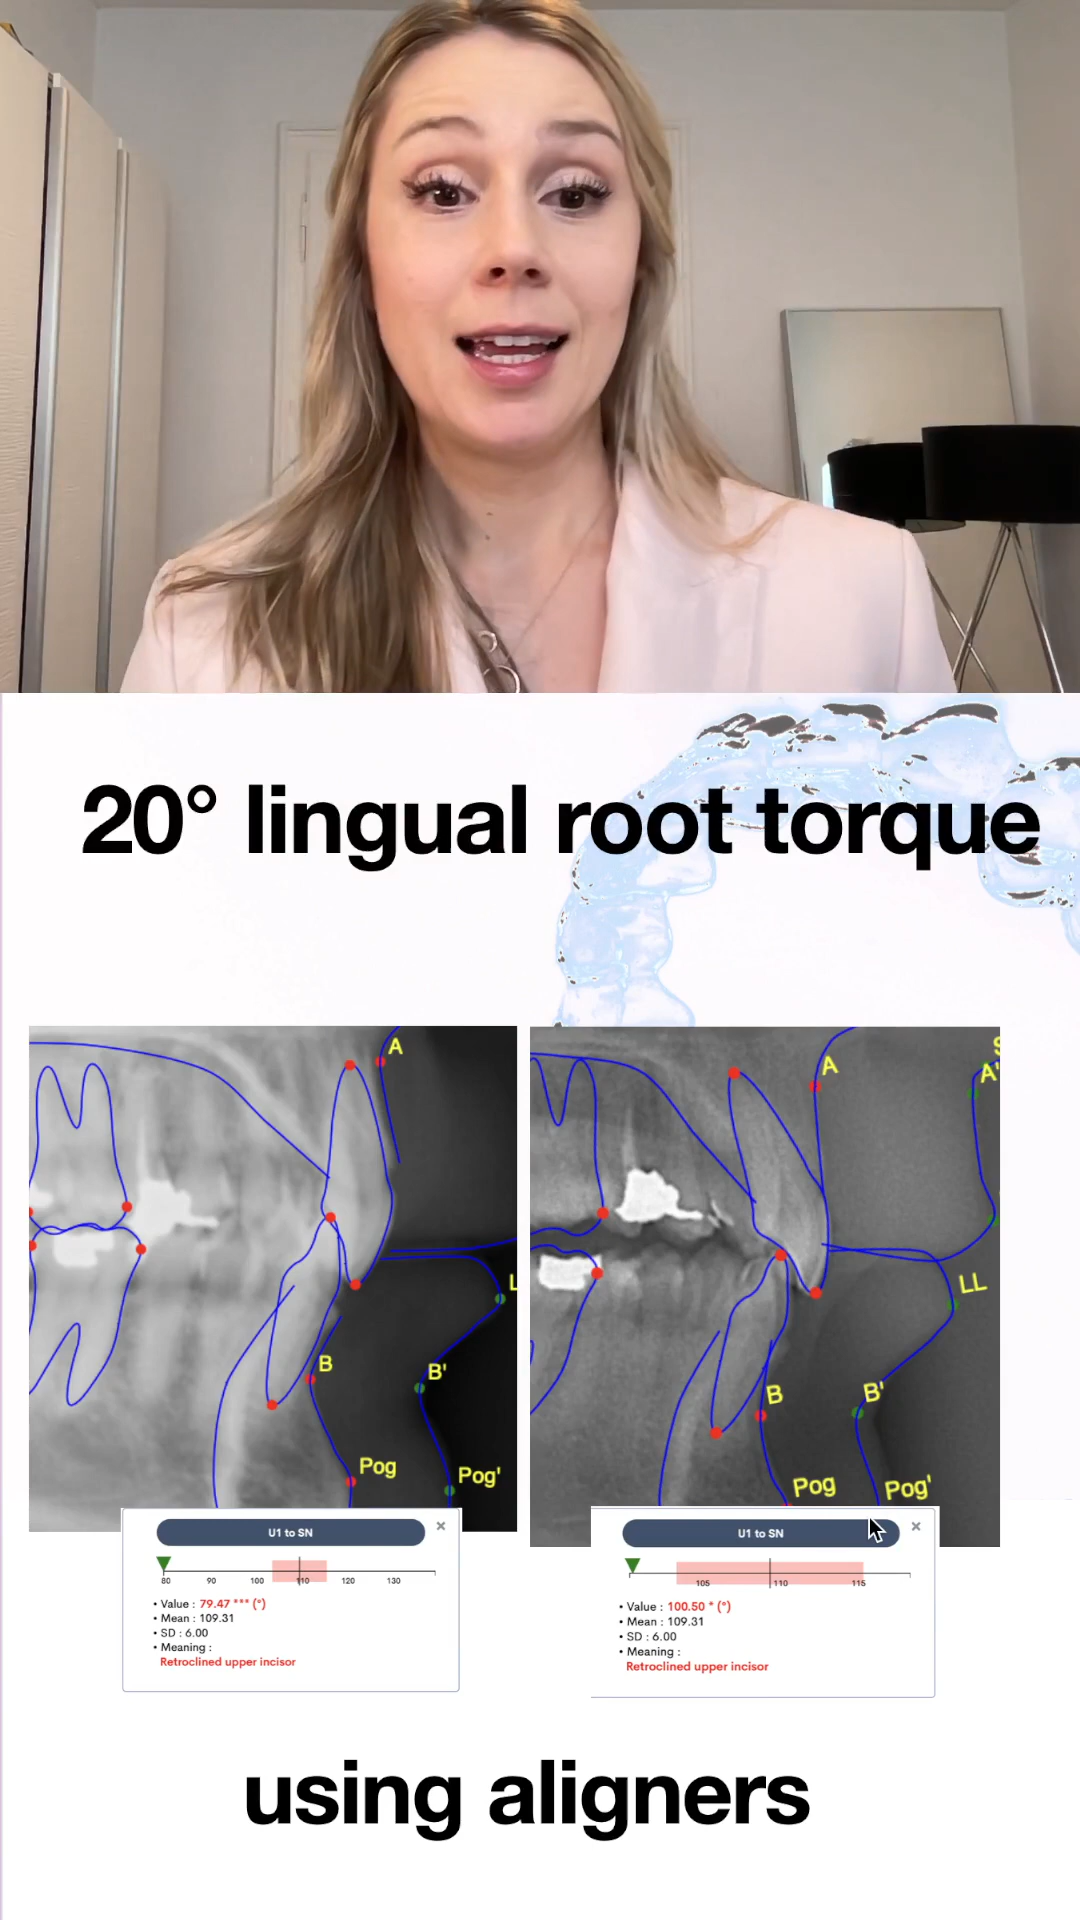 20° lingual root torque
A
L
B
B'
Pog
Pog'
A
S
A'
LL
B
B'
Pog
Pog'
U1 to SN
×
80 90 100 110 120 130
• Value : 79.47 *** (°)
• Mean : 109.31
• SD : 6.00
• Meaning :
Retroclined upper incisor
U1 to SN
×
105 110 115
• Value : 100.50 * (°)
• Mean : 109.31
• SD : 6.00
• Meaning :
Retroclined upper incisor
using aligners